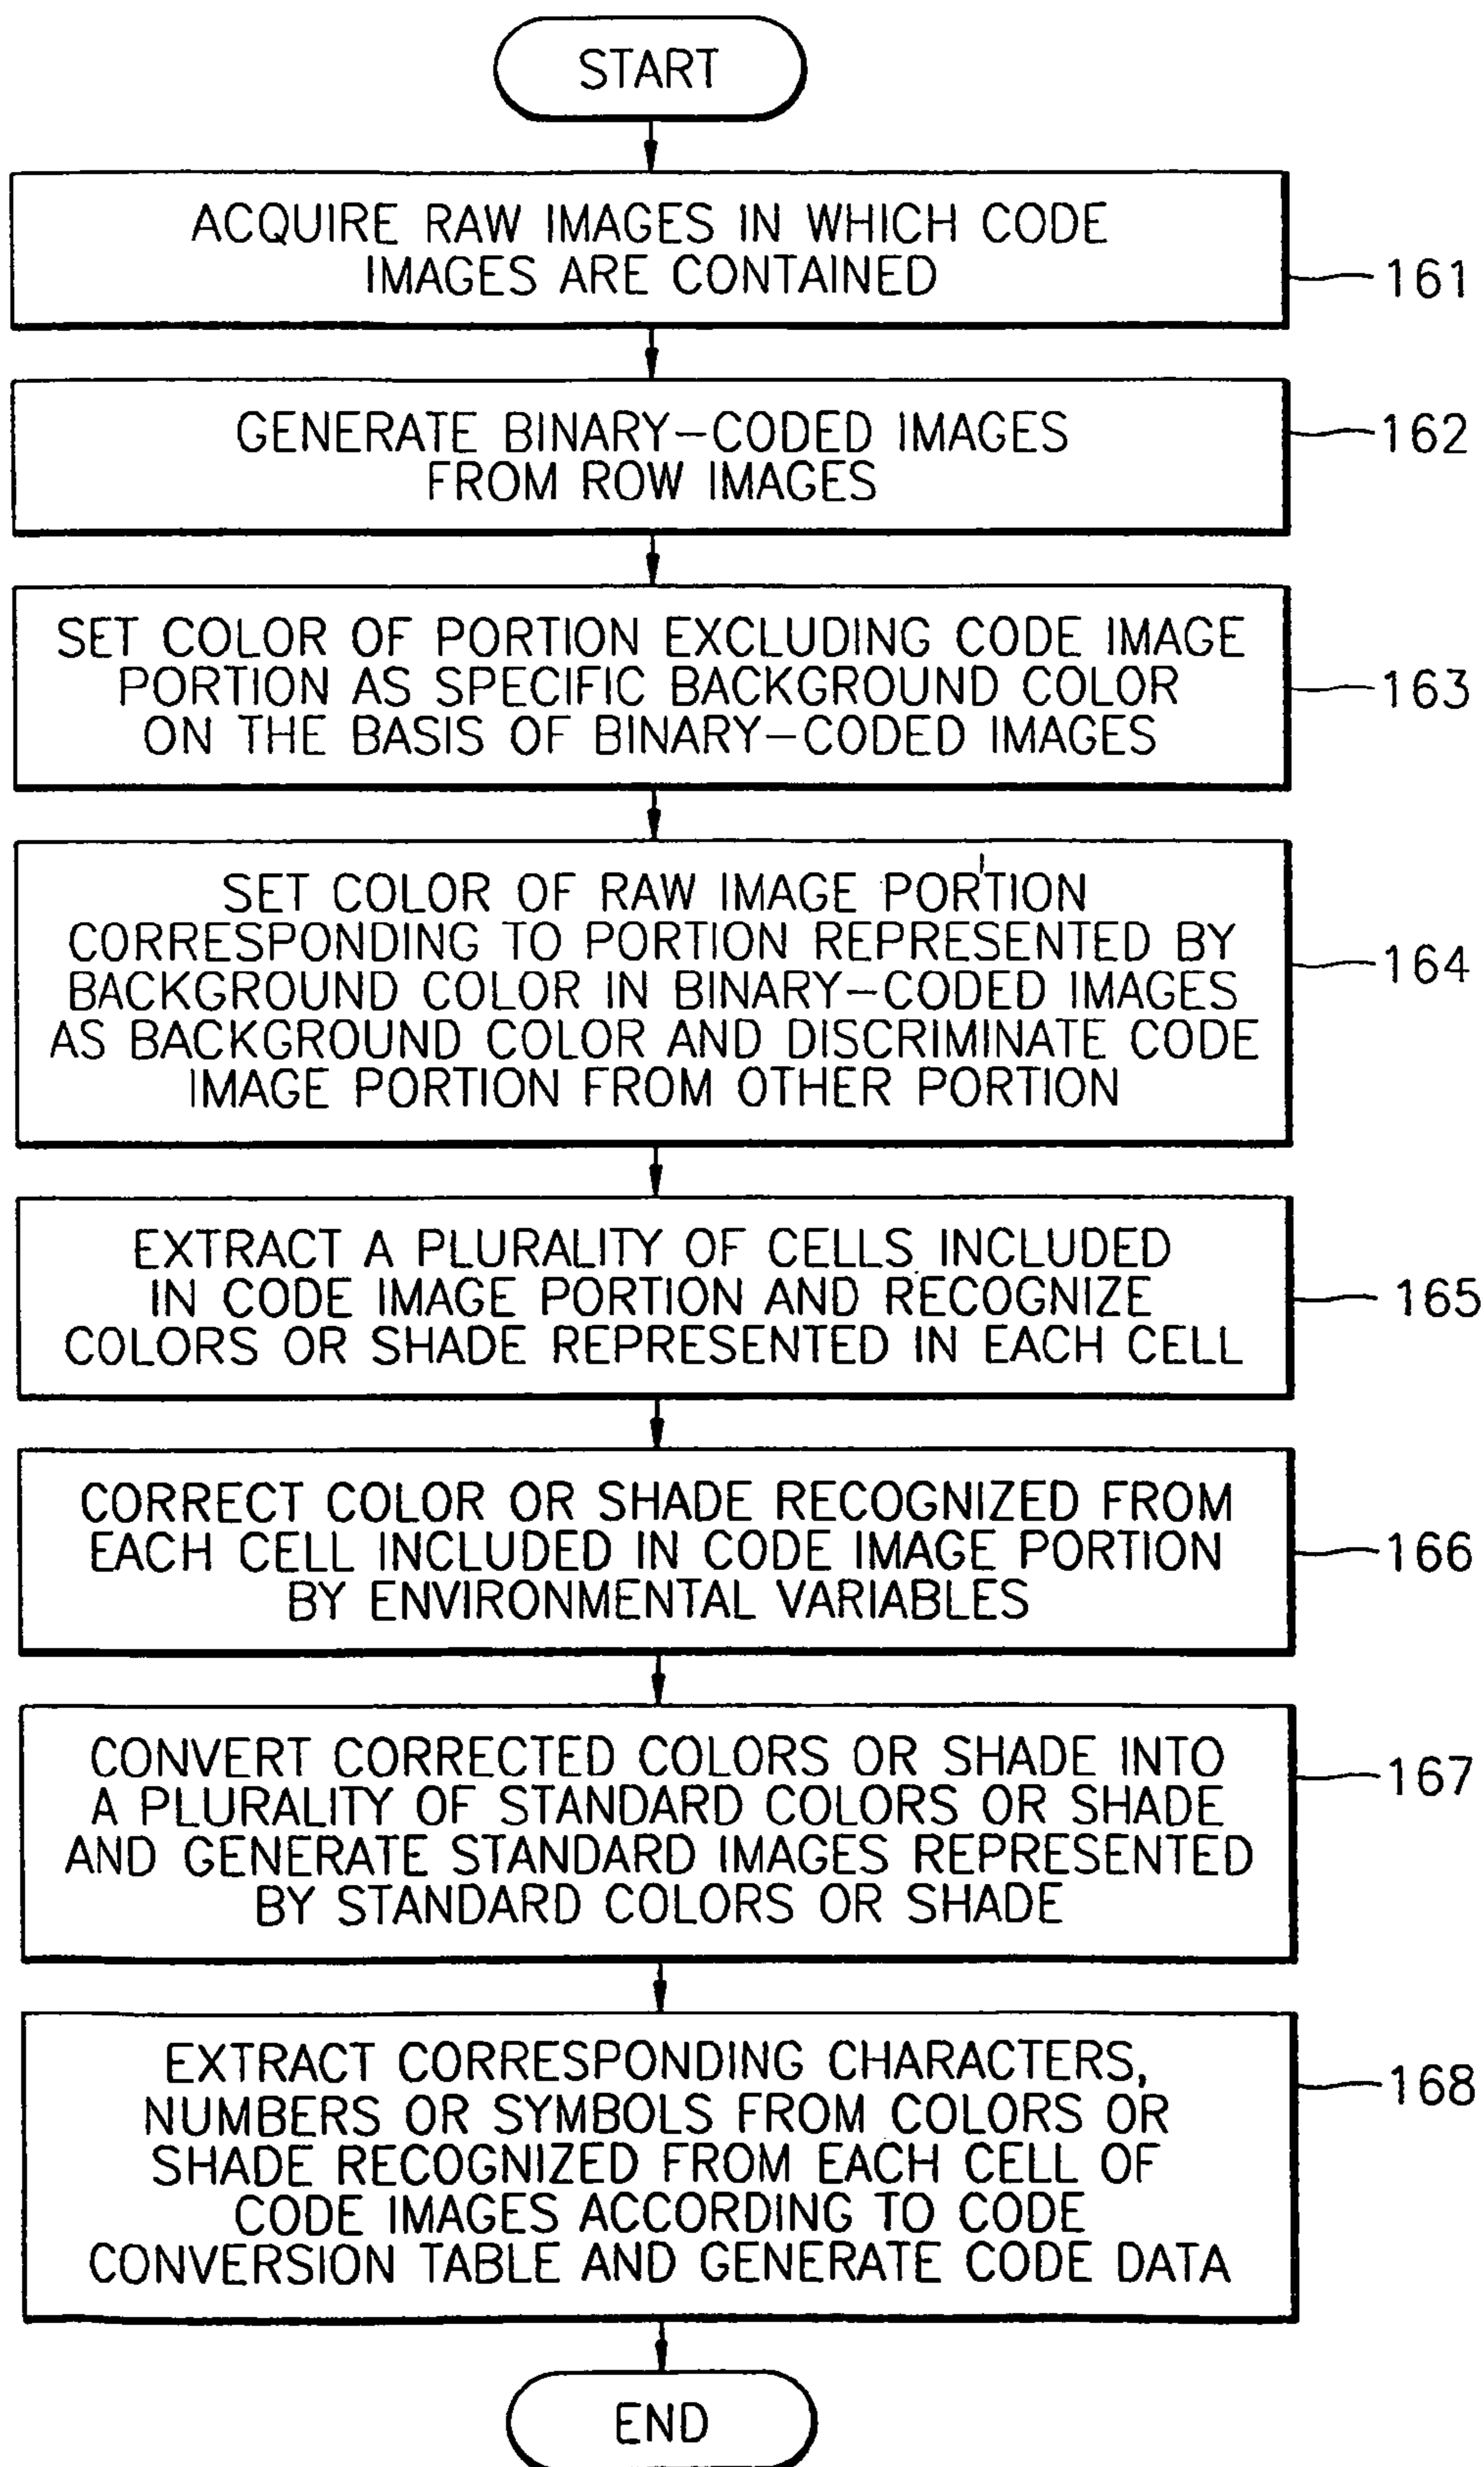 START
ACQUIRE RAW IMAGES IN WHICH CODE
IMAGES ARE CONTAINED
161
GENERATE BINARY-CODED IMAGES
FROM ROW IMAGES
162
SET COLOR OF PORTION EXCLUDING CODE IMAGE
PORTION AS SPECIFIC BACKGROUND COLOR
ON THE BASIS OF BINARY-CODED IMAGES
163
SET COLOR OF RAW IMAGE PORTION
CORRESPONDING TO PORTION REPRESENTED BY
BACKGROUND COLOR IN BINARY-CODED IMAGES
AS BACKGROUND COLOR AND DISCRIMINATE CODE
IMAGE PORTION FROM OTHER PORTION
164
EXTRACT A PLURALITY OF CELLS INCLUDED
IN CODE IMAGE PORTION AND RECOGNIZE
COLORS OR SHADE REPRESENTED IN EACH CELL
165
CORRECT COLOR OR SHADE RECOGNIZED FROM
EACH CELL INCLUDED IN CODE IMAGE PORTION
BY ENVIRONMENTAL VARIABLES
166
CONVERT CORRECTED COLORS OR SHADE INTO
A PLURALITY OF STANDARD COLORS OR SHADE
AND GENERATE STANDARD IMAGES REPRESENTED
BY STANDARD COLORS OR SHADE
167
EXTRACT CORRESPONDING CHARACTERS,
NUMBERS OR SYMBOLS FROM COLORS OR
SHADE RECOGNIZED FROM EACH CELL OF
CODE IMAGES ACCORDING TO CODE
CONVERSION TABLE AND GENERATE CODE DATA
168
END